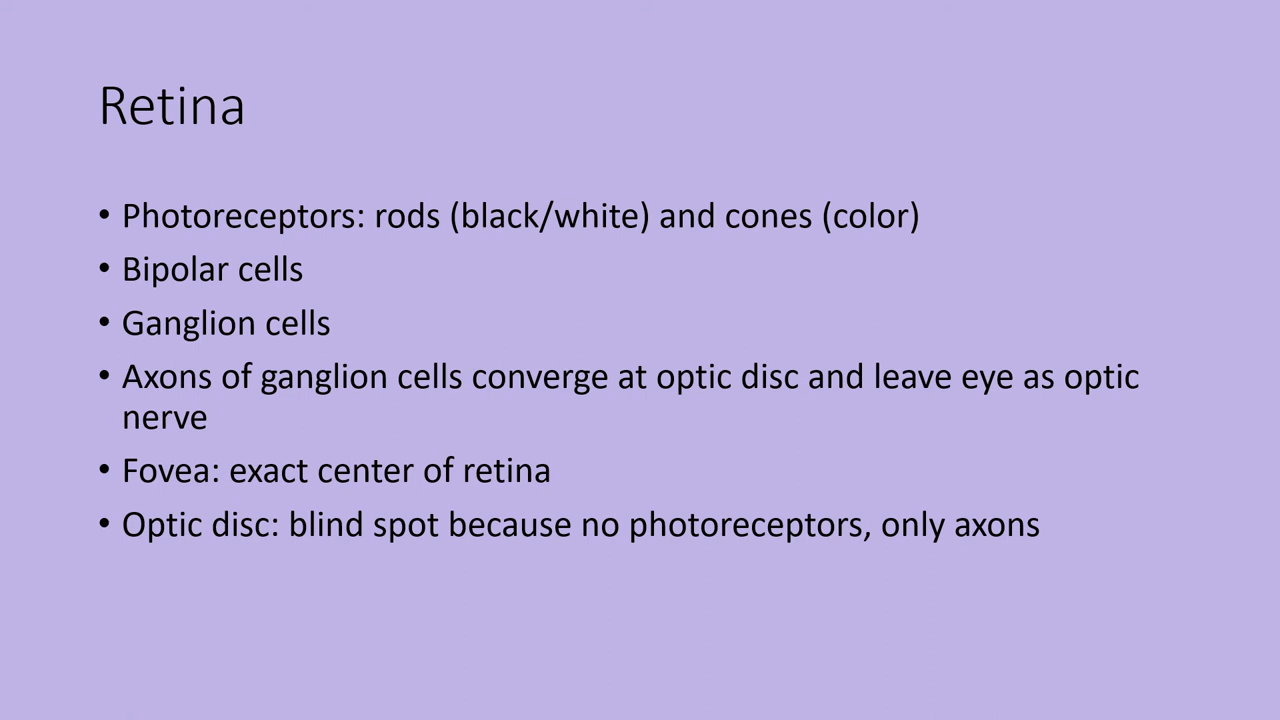 Retina
• Photoreceptors: rods (black/white) and cones (color)
• Bipolar cells
• Ganglion cells
• Axons of ganglion cells converge at optic disc and leave eye as optic
nerve
• Fovea: exact center of retina
• Optic disc: blind spot because no photoreceptors, only axons